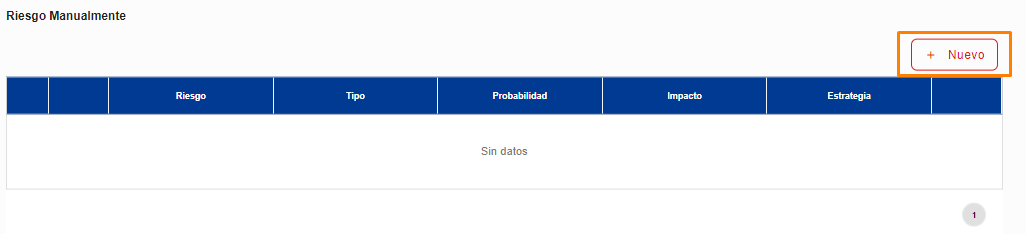 Riesgo Manualmente
+ Nuevo
Riesgo Tipo Probabilidad Impacto Estrategia
Sin datos
1